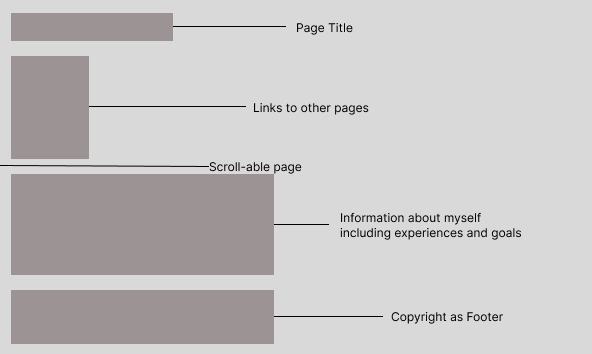 Page Title
Links to other pages
Scroll-able page
Information about myself
including experiences and goals
Copyright as Footer